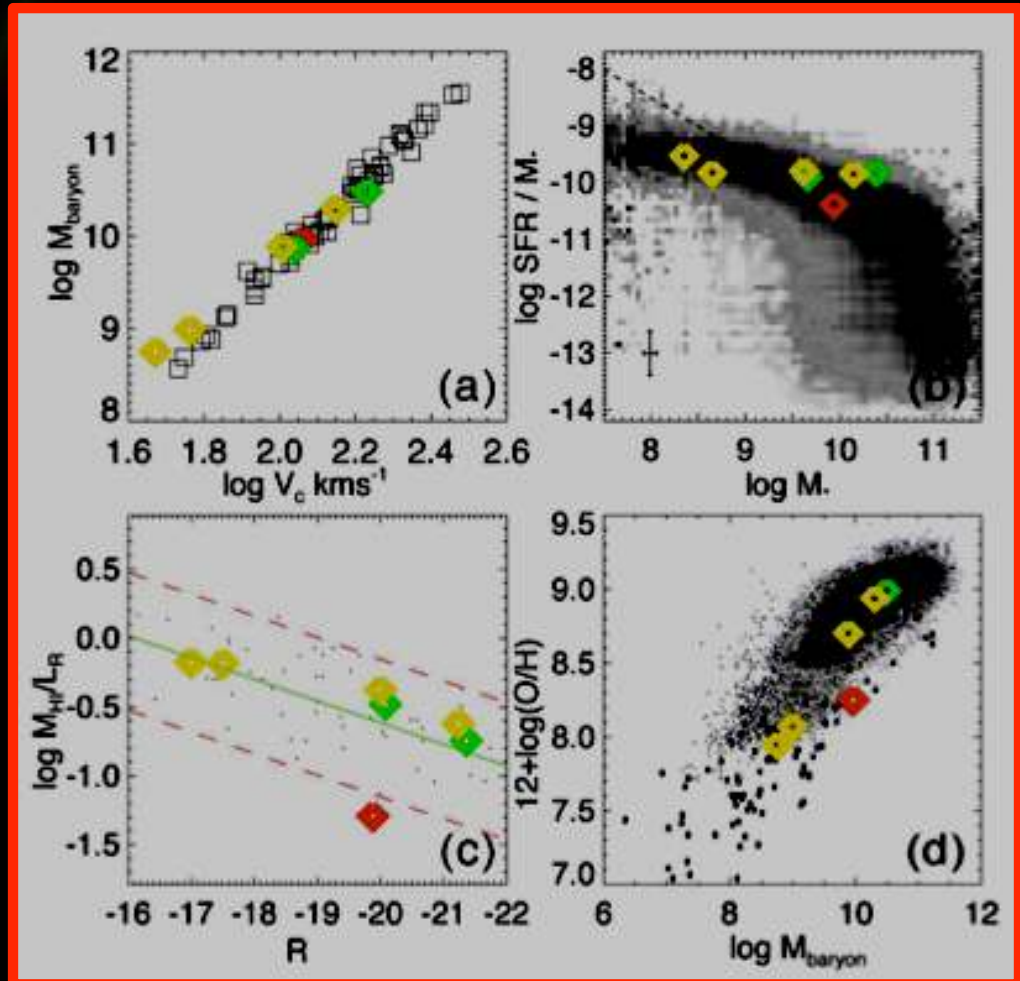 12
11
10
9
8
log M_baryon
1.6 1.8 2.0 2.2 2.4 2.6
log V_c kms⁻¹
(a)
-8
-9
-10
-11
-12
-13
-14
log SFR / M*
8 9 10 11
log M*
(b)
0.5
0.0
-0.5
-1.0
-1.5
log M_HI/L_R
-16 -17 -18 -19 -20 -21 -22
R
(c)
9.5
9.0
8.5
8.0
7.5
7.0
12+log(O/H)
6 8 10 12
log M_baryon
(d)